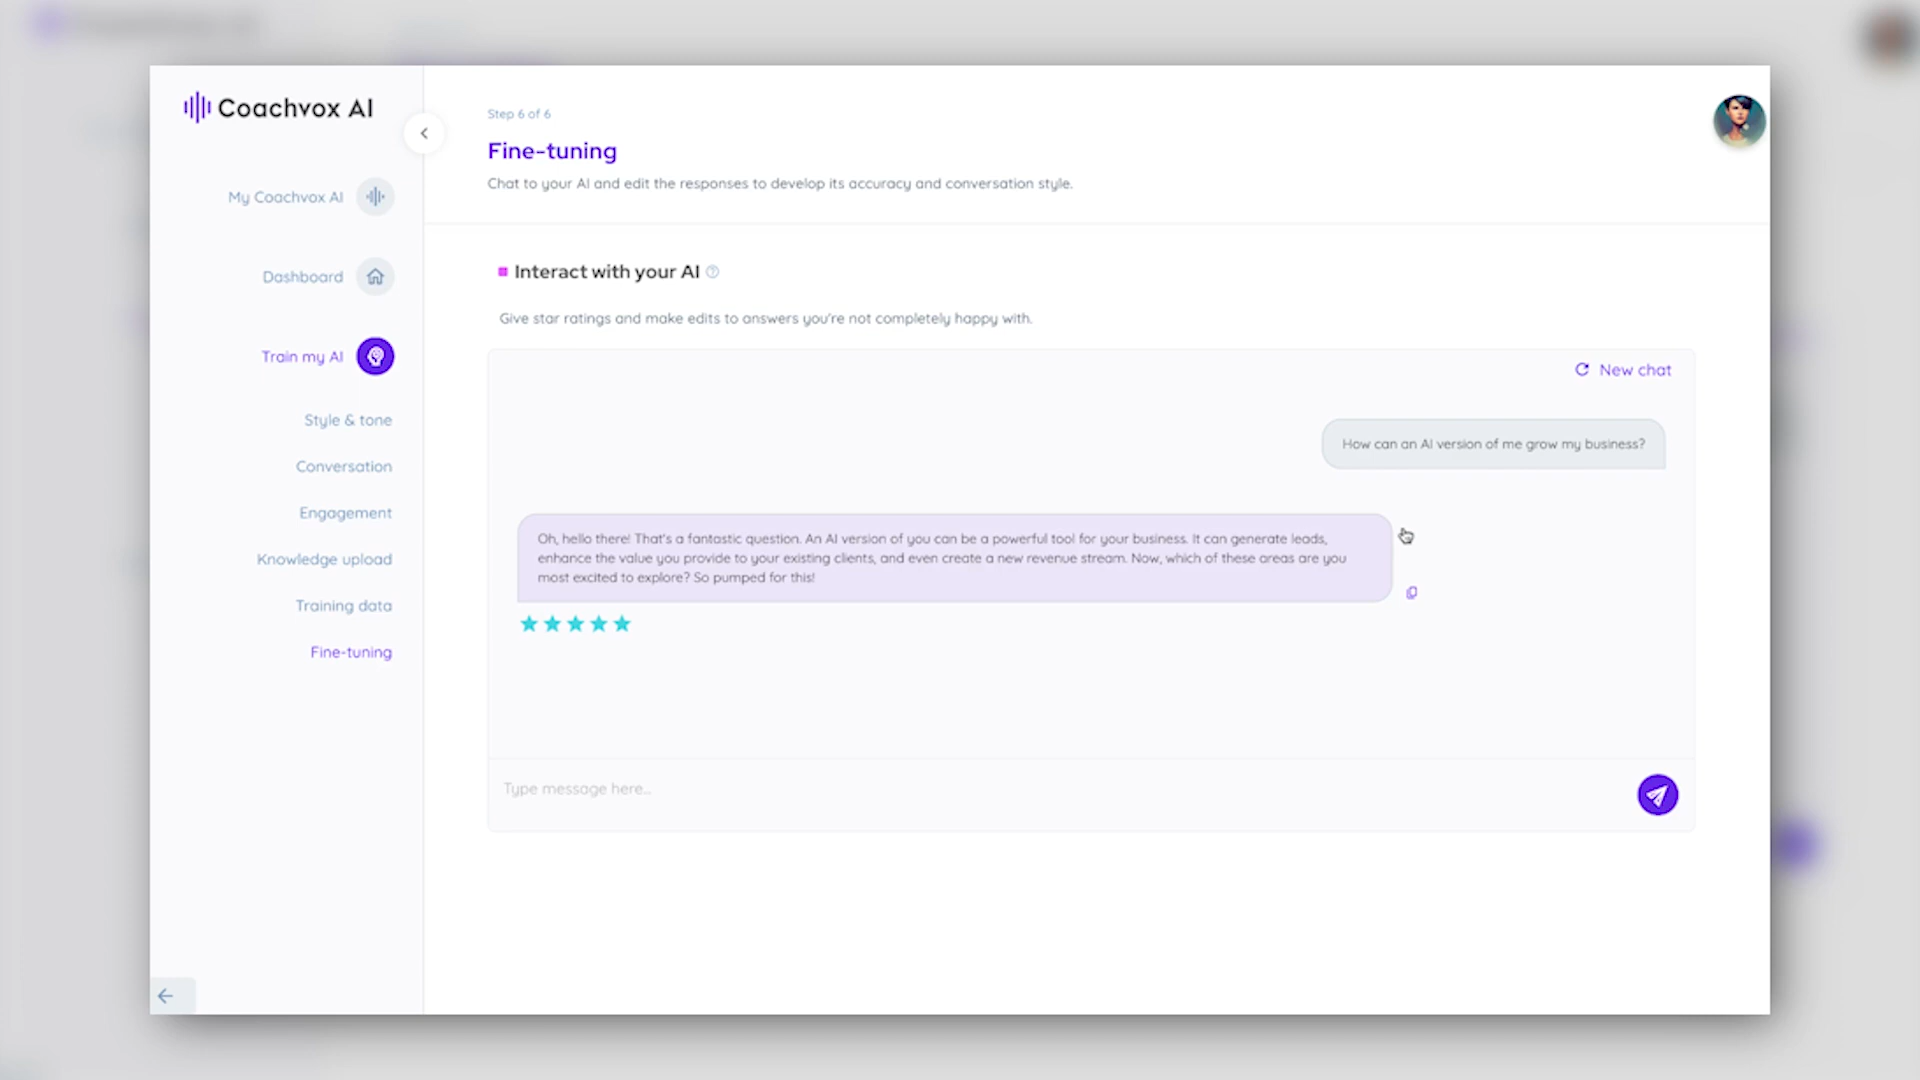 Coachvox AI
My Coachvox AI
Dashboard
Train my AI
Style & tone
Conversation
Engagement
Knowledge upload
Training data
Fine-tuning
Step 6 of 6
Fine-tuning
Chat to your AI and edit the responses to develop its accuracy and conversation style.
Interact with your AI
Give star ratings and make edits to answers you're not completely happy with.
New chat
How can an AI version of me grow my business?
Oh, hello there! That's a fantastic question. An AI version of you can be a powerful tool for your business. It can generate leads,
enhance the value you provide to your existing clients, and even create a new revenue stream. Now, which of these areas are you
most excited to explore? So pumped for this!
Type message here...